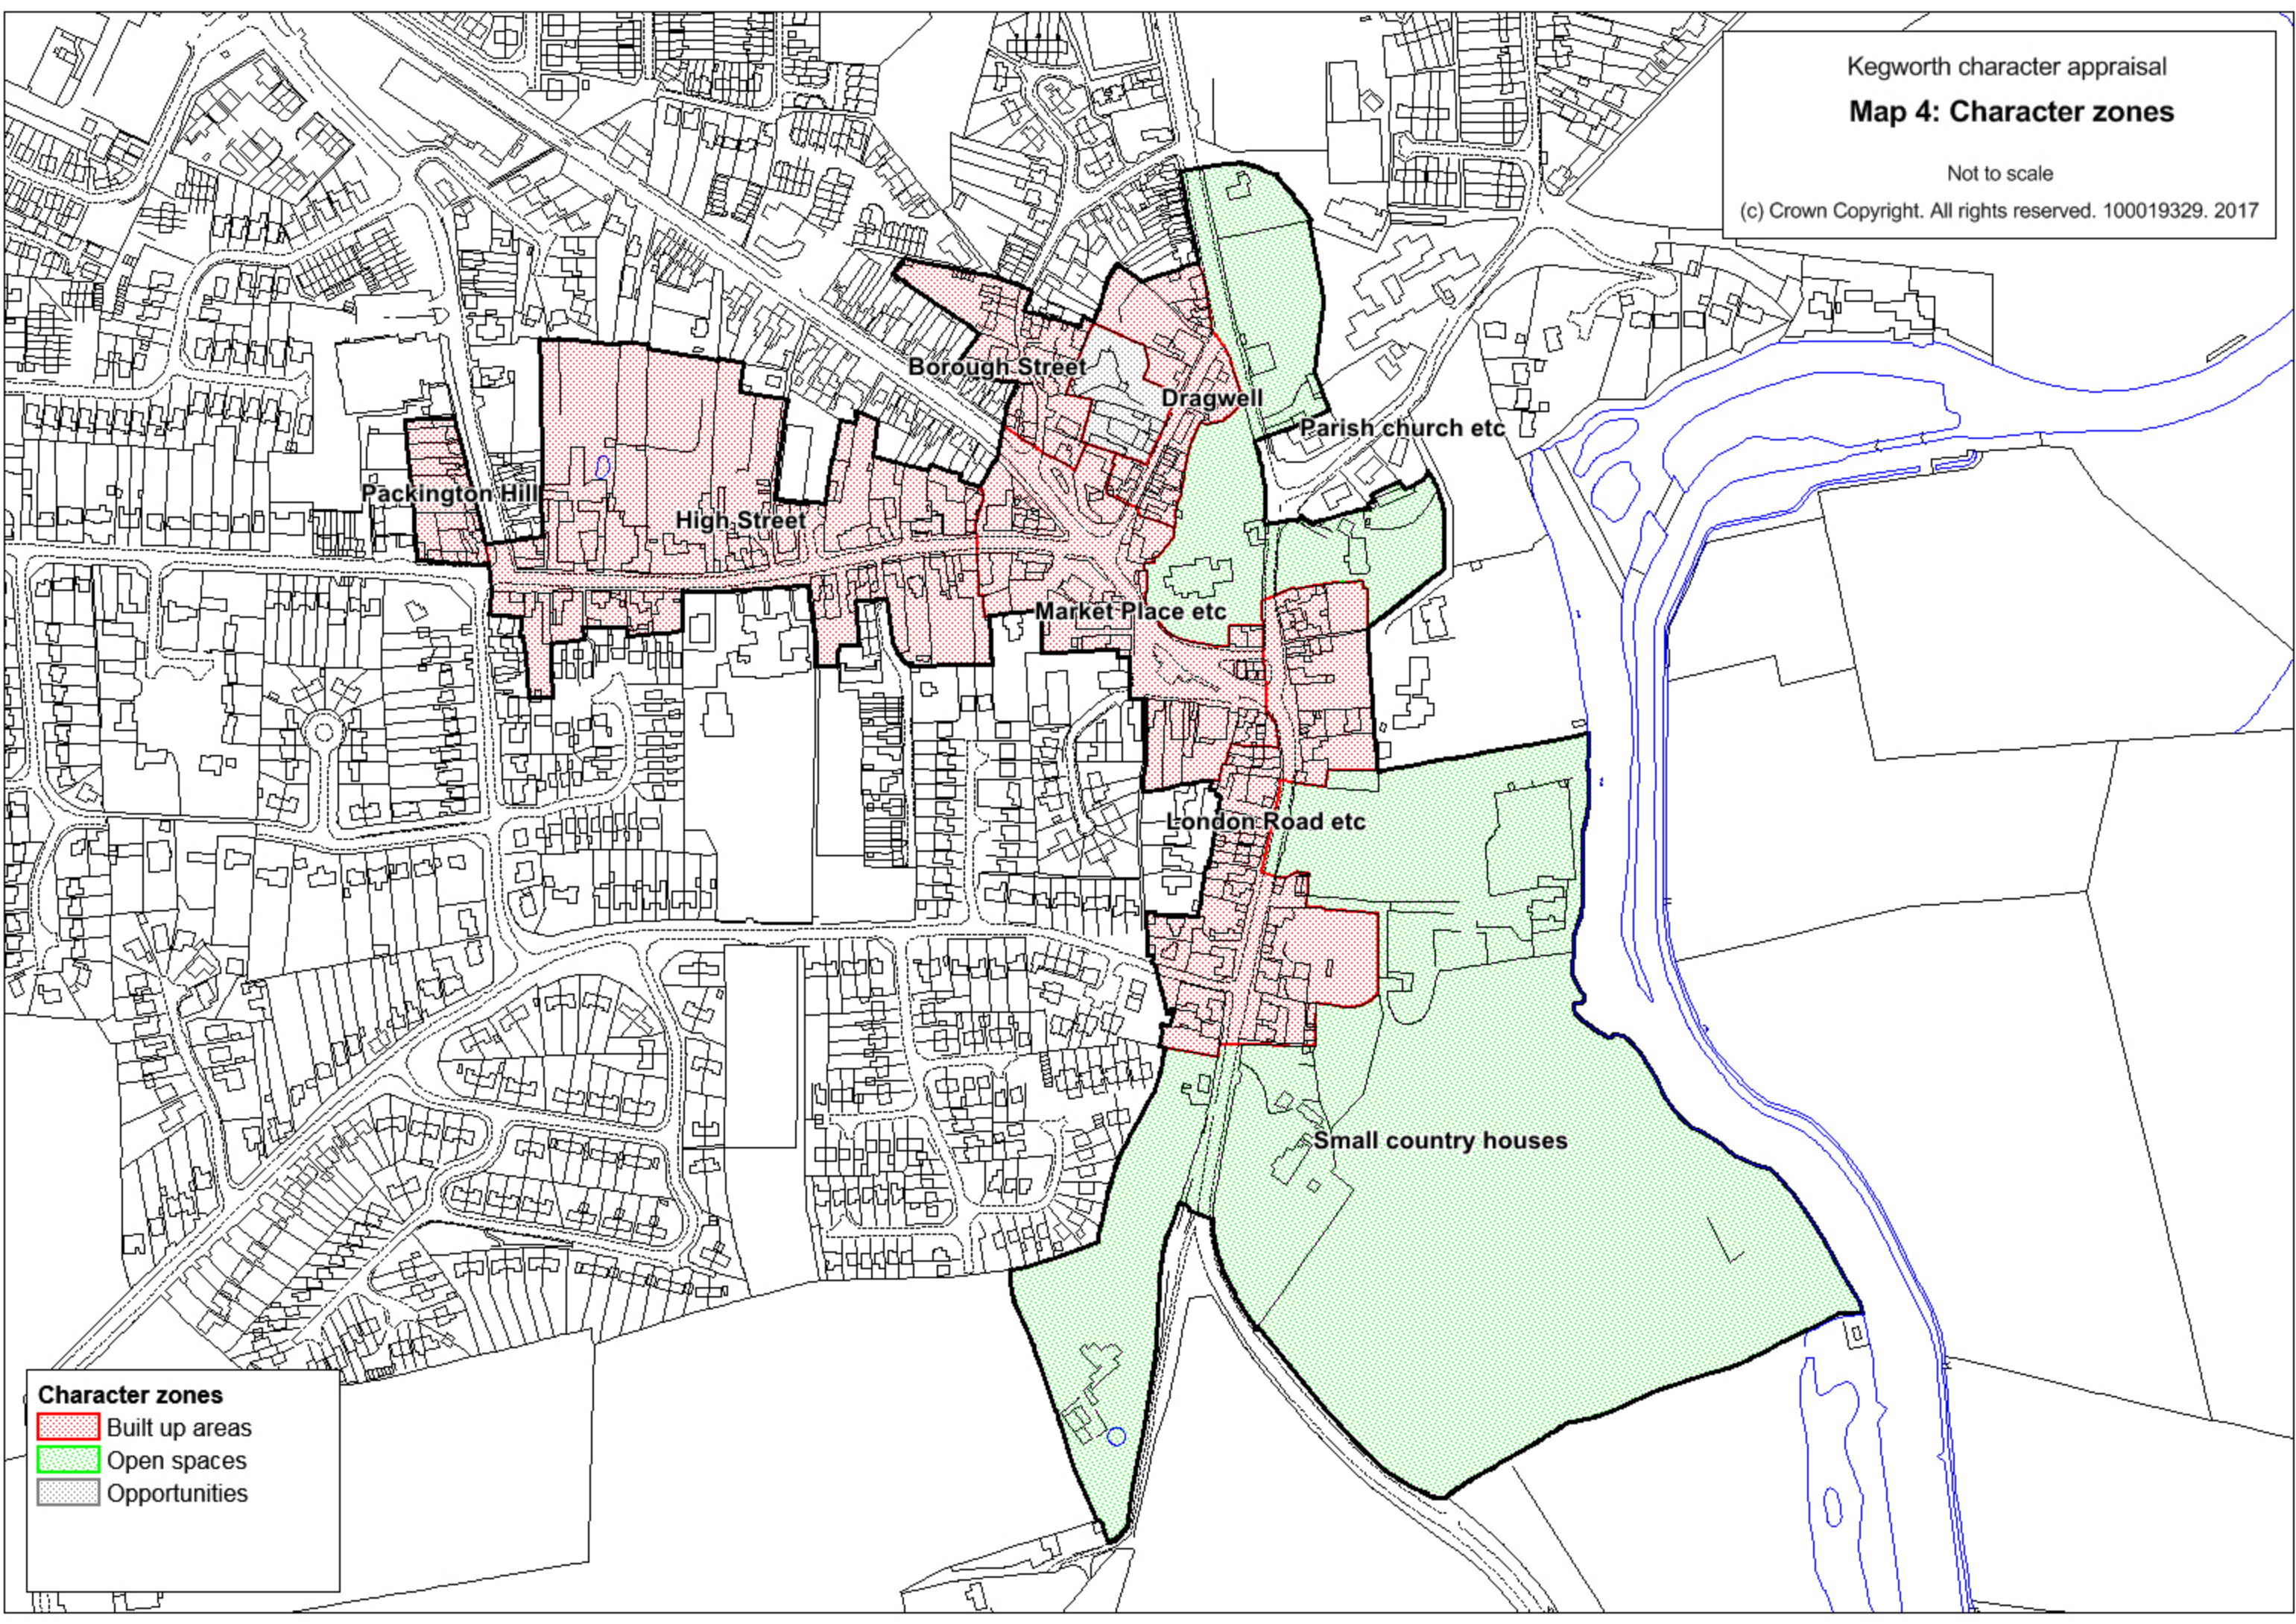 Kegworth character appraisal
Map 4: Character zones
Not to scale
(c) Crown Copyright. All rights reserved. 100019329. 2017
Borough Street
Dragwell
Parish church etc
Packington Hill
High Street
Market Place etc
London Road etc
Small country houses
Character zones
Built up areas
Open spaces
Opportunities